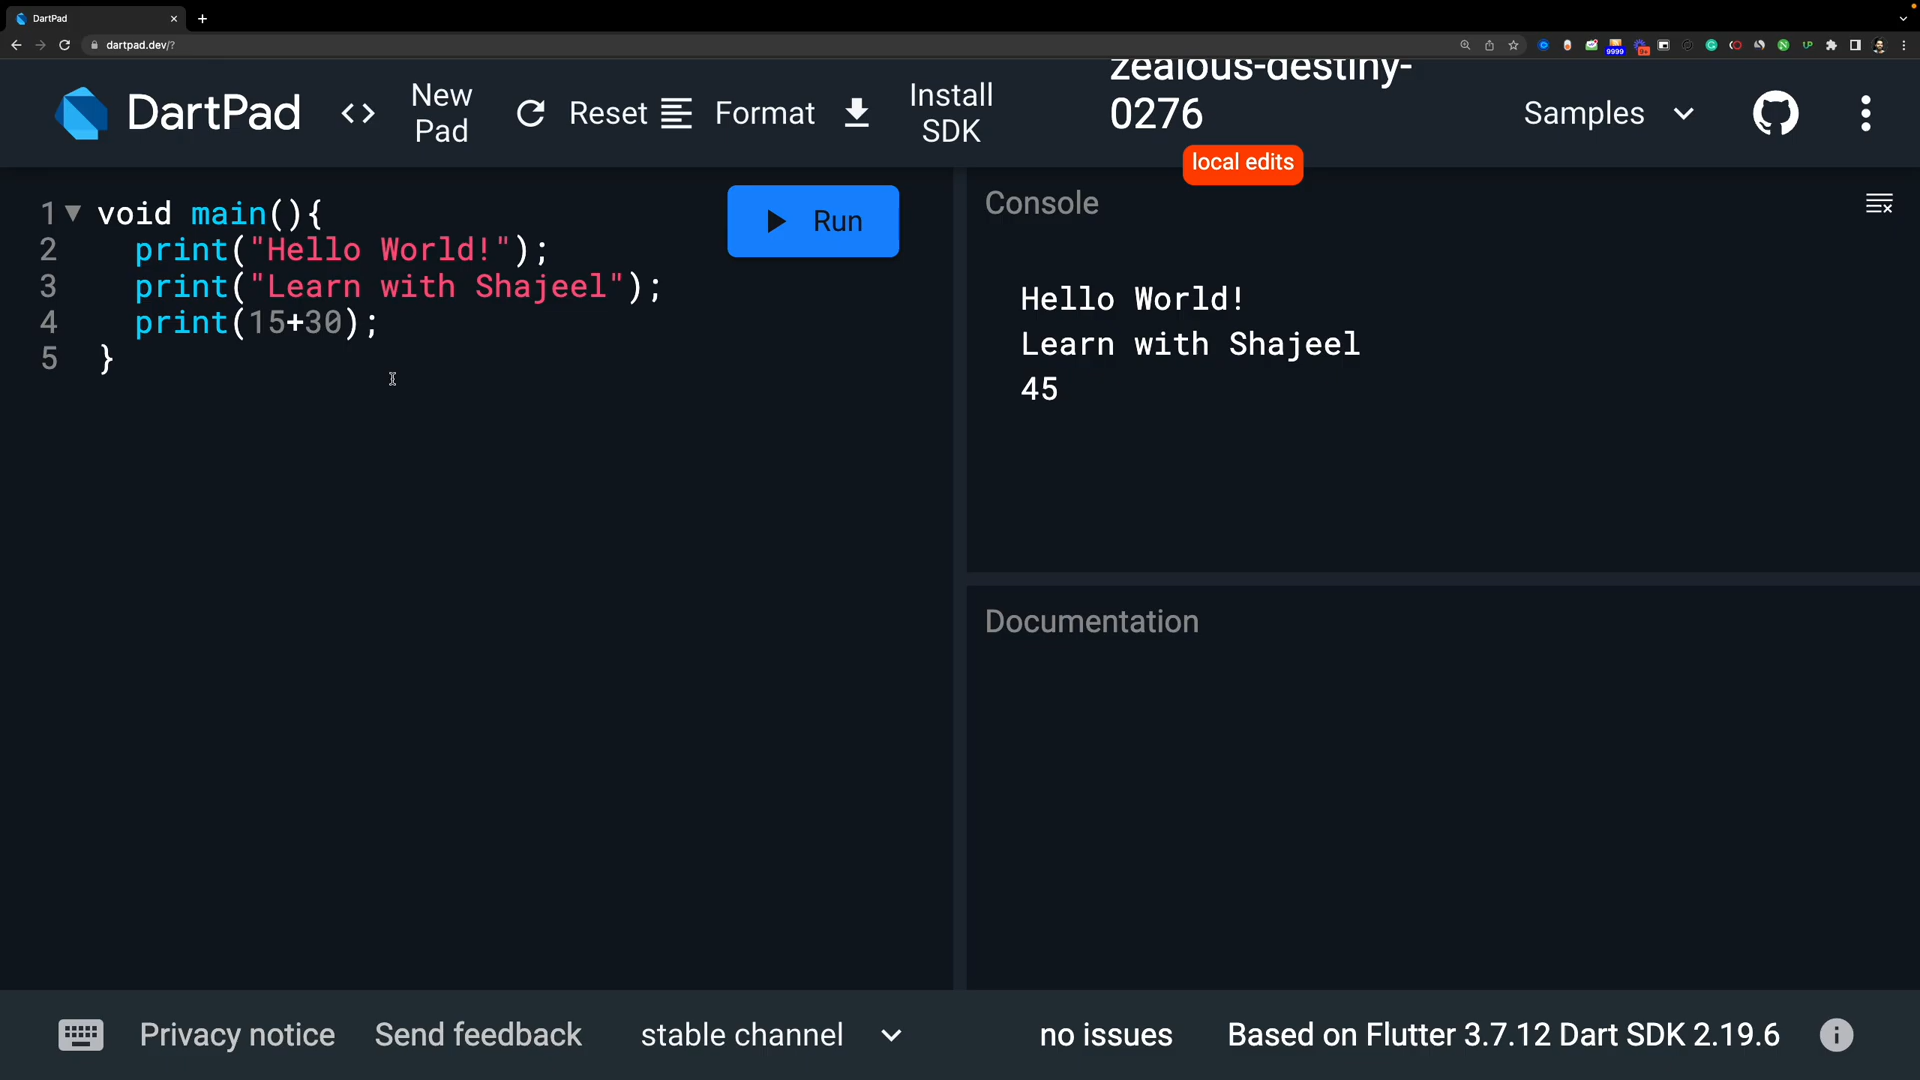 DartPad
dartpad.dev/?
9999
9+
UP
DartPad
<>
New
Pad
Reset
Format
Install
SDK
zealous-destiny-
0276
local edits
Samples
1 void main(){
2 print("Hello World!");
3 print("Learn with Shajeel");
4 print(15+30);
5 }
Run
Console
Hello World!
Learn with Shajeel
45
Documentation
Privacy notice
Send feedback
stable channel
no issues
Based on Flutter 3.7.12 Dart SDK 2.19.6